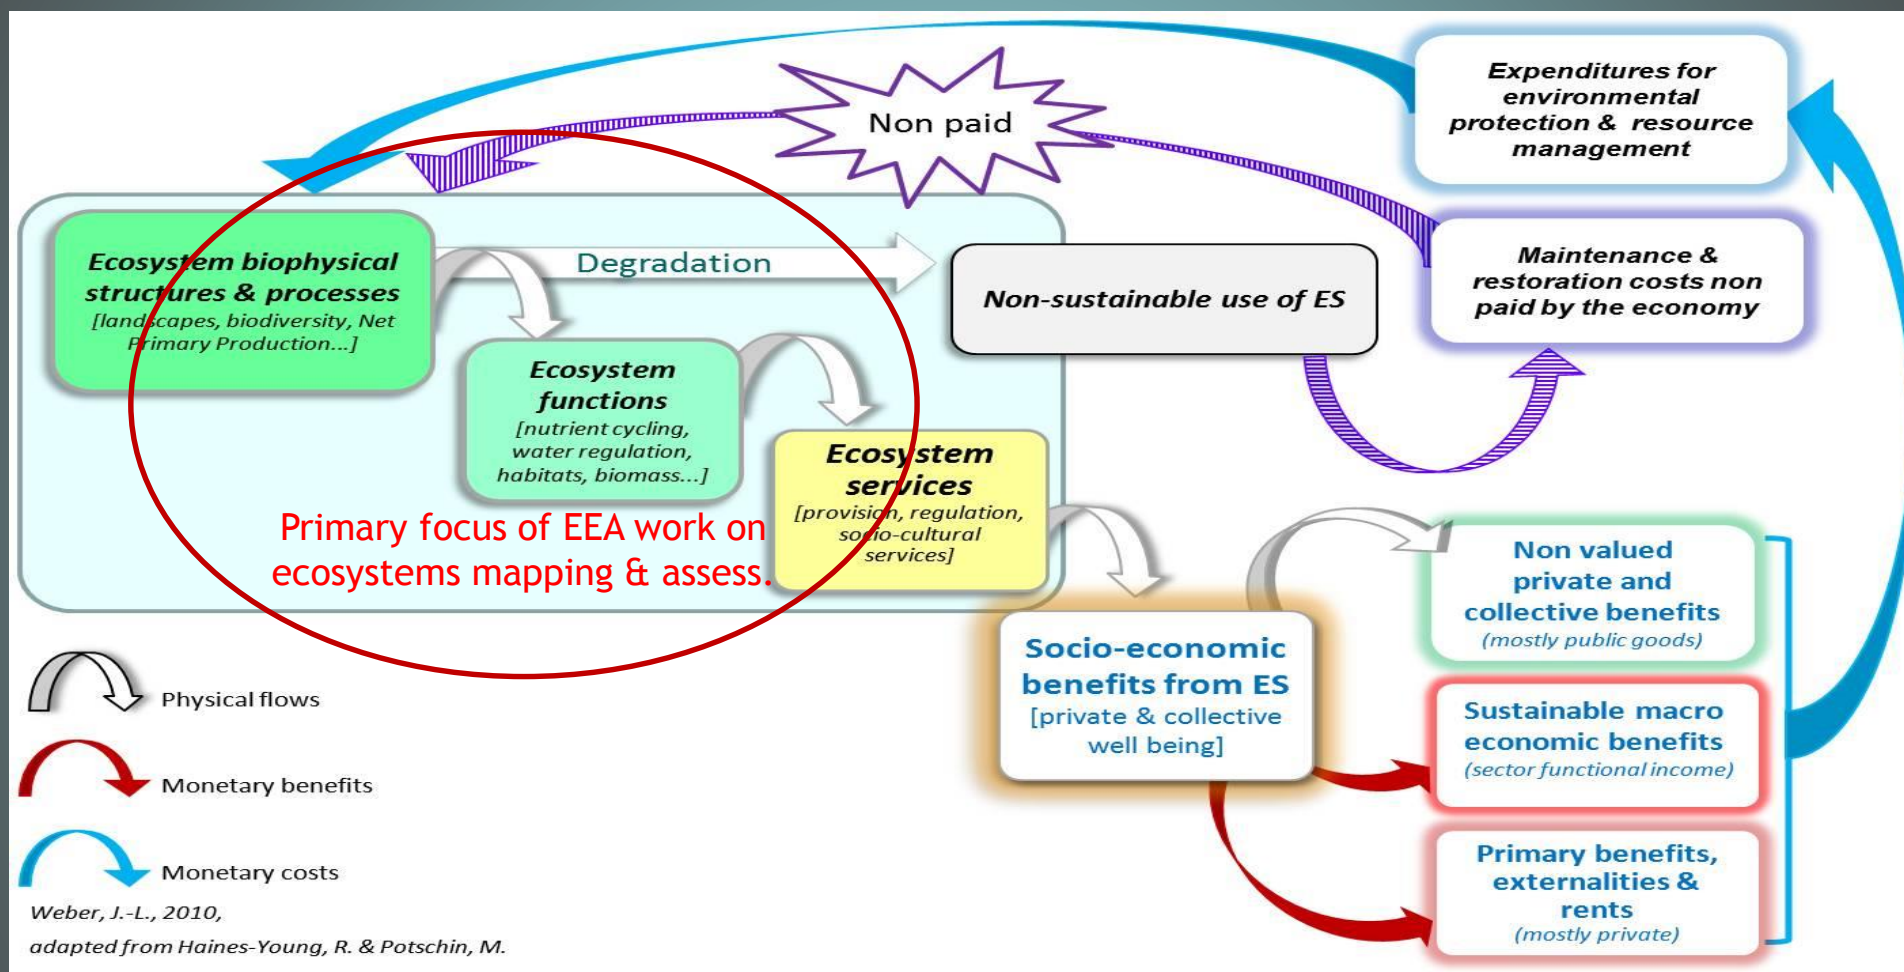 Expenditures for
environmental
protection & resource
management
Non paid
Ecosystem biophysical
structures & processes
[landscapes, biodiversity, Net
Primary Production...]
Degradation
Non-sustainable use of ES
Maintenance &
restoration costs non
paid by the economy
Ecosystem
functions
[nutrient cycling,
water regulation,
habitats, biomass...]
Ecosystem
services
[provision, regulation,
socio-cultural
services]
Primary focus of EEA work on
ecosystems mapping & assess.
Socio-economic
benefits from ES
[private & collective
well being]
Non valued
private and
collective benefits
(mostly public goods)
Sustainable macro
economic benefits
(sector functional income)
Primary benefits,
externalities &
rents
(mostly private)
Physical flows
Monetary benefits
Monetary costs
Weber, J.-L., 2010,
adapted from Haines-Young, R. & Potschin, M.